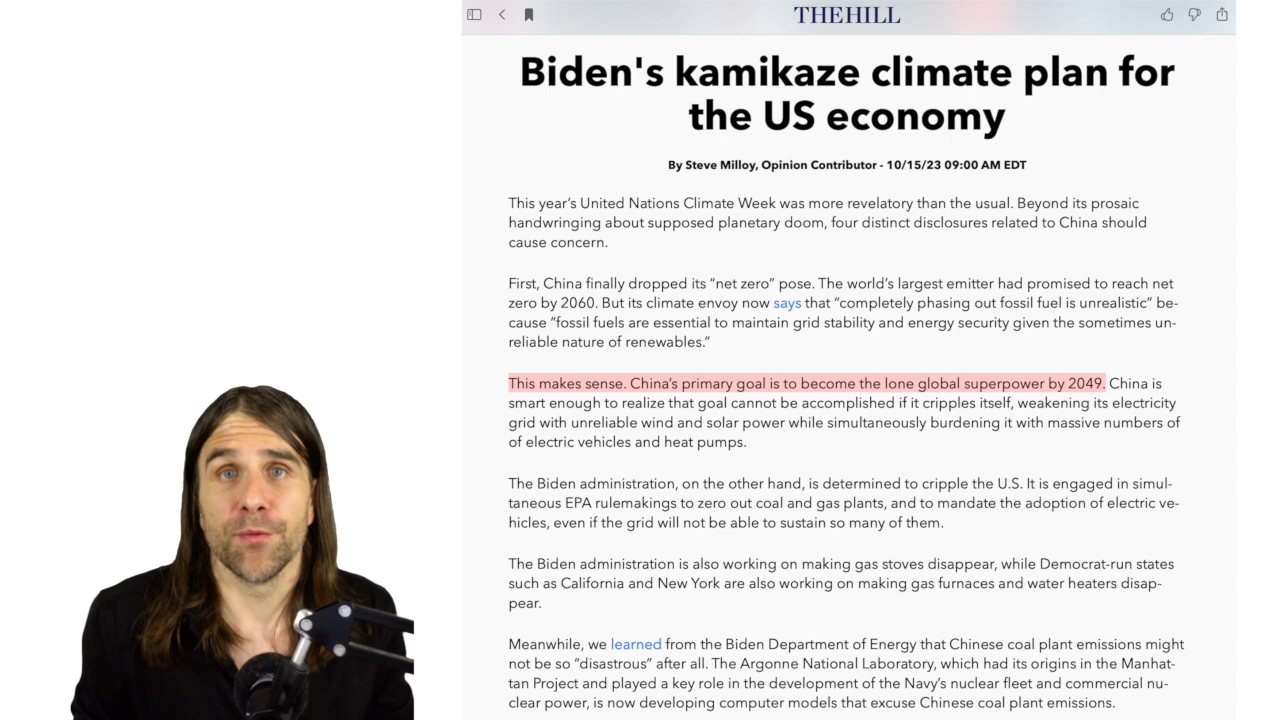 THE HILL
Biden's kamikaze climate plan for
the US economy
By Steve Milloy, Opinion Contributor - 10/15/23 09:00 AM EDT
This year’s United Nations Climate Week was more revelatory than the usual. Beyond its prosaic
handwringing about supposed planetary doom, four distinct disclosures related to China should
cause concern.
First, China finally dropped its “net zero” pose. The world’s largest emitter had promised to reach net
zero by 2060. But its climate envoy now says that “completely phasing out fossil fuel is unrealistic” be-
cause “fossil fuels are essential to maintain grid stability and energy security given the sometimes un-
reliable nature of renewables.”
This makes sense. China’s primary goal is to become the lone global superpower by 2049. China is
smart enough to realize that goal cannot be accomplished if it cripples itself, weakening its electricity
grid with unreliable wind and solar power while simultaneously burdening it with massive numbers of
of electric vehicles and heat pumps.
The Biden administration, on the other hand, is determined to cripple the U.S. It is engaged in simul-
taneous EPA rulemakings to zero out coal and gas plants, and to mandate the adoption of electric ve-
hicles, even if the grid will not be able to sustain so many of them.
The Biden administration is also working on making gas stoves disappear, while Democrat-run states
such as California and New York are also working on making gas furnaces and water heaters disap-
pear.
Meanwhile, we learned from the Biden Department of Energy that Chinese coal plant emissions might
not be so “disastrous” after all. The Argonne National Laboratory, which had its origins in the Manhat-
tan Project and played a key role in the development of the Navy’s nuclear fleet and commercial nu-
clear power, is now developing computer models that excuse Chinese coal plant emissions.